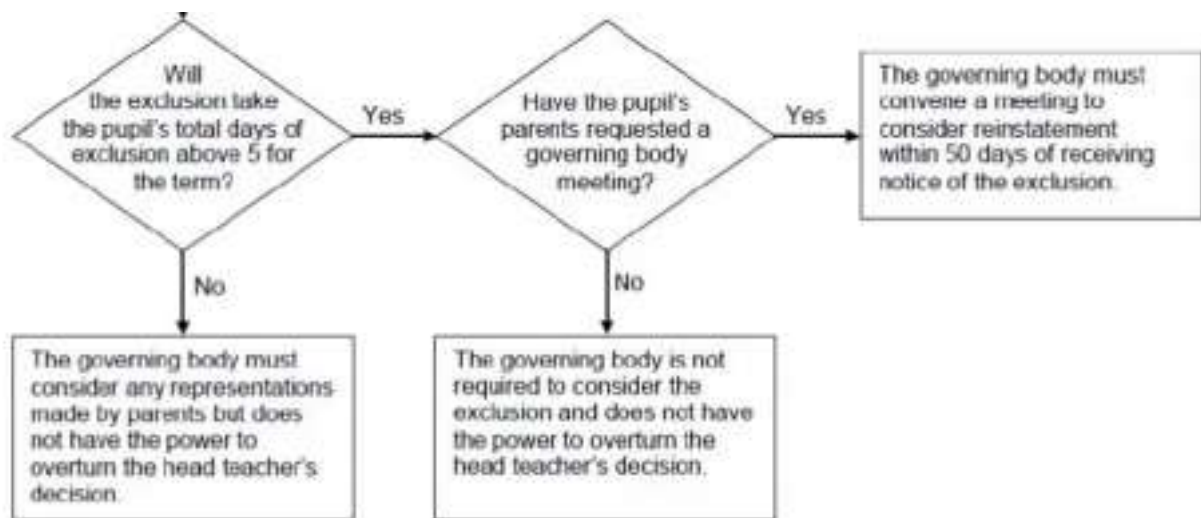 Will
the exclusion take
the pupil's total days of
exclusion above 5 for
the term?
Yes
No
The governing body must
consider any representations
made by parents but does
not have the power to
overturn the head teacher's
decision.
Have the pupil's
parents requested a
governing body
meeting?
Yes
No
The governing body is not
required to consider the
exclusion and does not have
the power to overturn the
head teacher's decision.
The governing body must
convene a meeting to
consider reinstatement
within 50 days of receiving
notice of the exclusion.